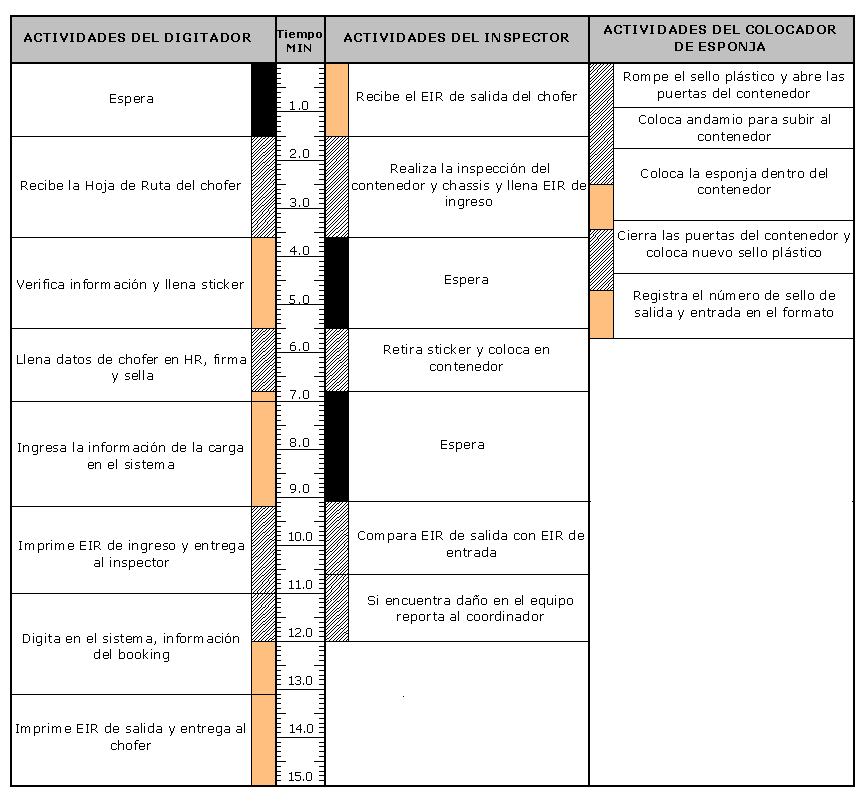 ACTIVIDADES DEL DIGITADOR
Tiempo
MIN
ACTIVIDADES DEL INSPECTOR
ACTIVIDADES DEL COLOCADOR
DE ESPONJA
Espera
Recibe la Hoja de Ruta del chofer
Verifica información y llena sticker
Llena datos de chofer en HR, firma
y sella
Ingresa la información de la carga
en el sistema
Imprime EIR de ingreso y entrega
al inspector
Digita en el sistema, información
del booking
Imprime EIR de salida y entrega al
chofer
1.0
2.0
3.0
4.0
5.0
6.0
7.0
8.0
9.0
10.0
11.0
12.0
13.0
14.0
15.0
Recibe el EIR de salida del chofer
Realiza la inspección del
contenedor y chassis y llena EIR de
ingreso
Espera
Retira sticker y coloca en
contenedor
Espera
Compara EIR de salida con EIR de
entrada
Si encuentra daño en el equipo
reporta al coordinador
Rompe el sello plástico y abre las
puertas del contenedor
Coloca andamio para subir al
contenedor
Coloca la esponja dentro del
contenedor
Cierra las puertas del contenedor y
coloca nuevo sello plástico
Registra el número de sello de
salida y entrada en el formato